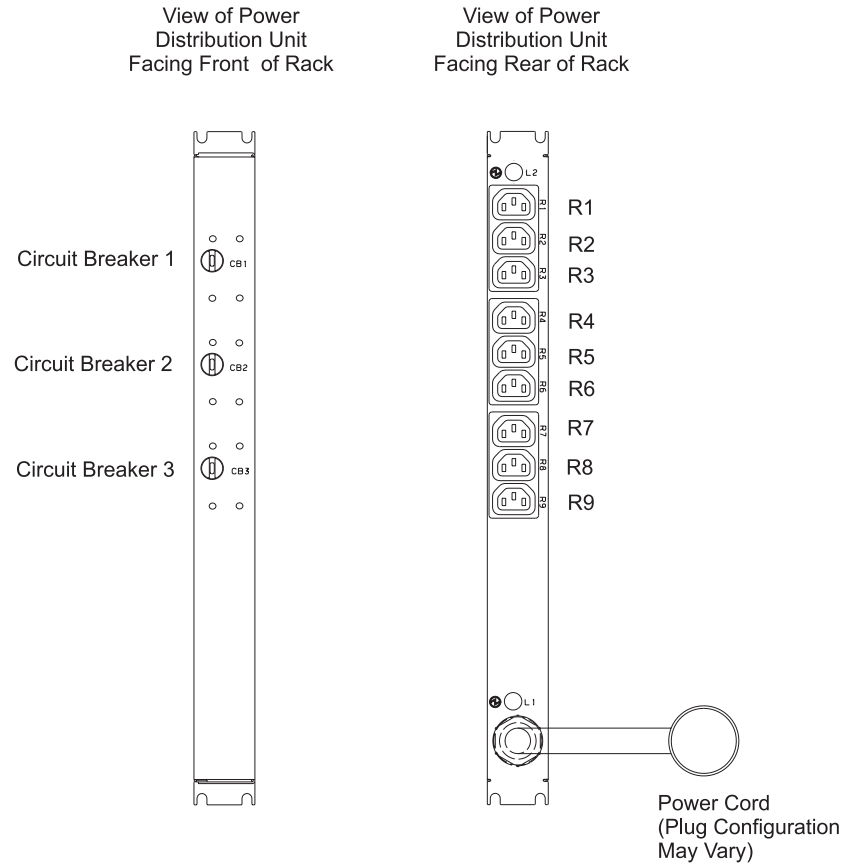 View of Power
Distribution Unit
Facing Front of Rack
View of Power
Distribution Unit
Facing Rear of Rack
Circuit Breaker 1
CB1
Circuit Breaker 2
CB2
Circuit Breaker 3
CB3
L2
R1
R1
R2
R2
R3
R3
R4
R4
R5
R5
R6
R6
R7
R7
R8
R8
R9
R9
L1
Power Cord
(Plug Configuration
May Vary)